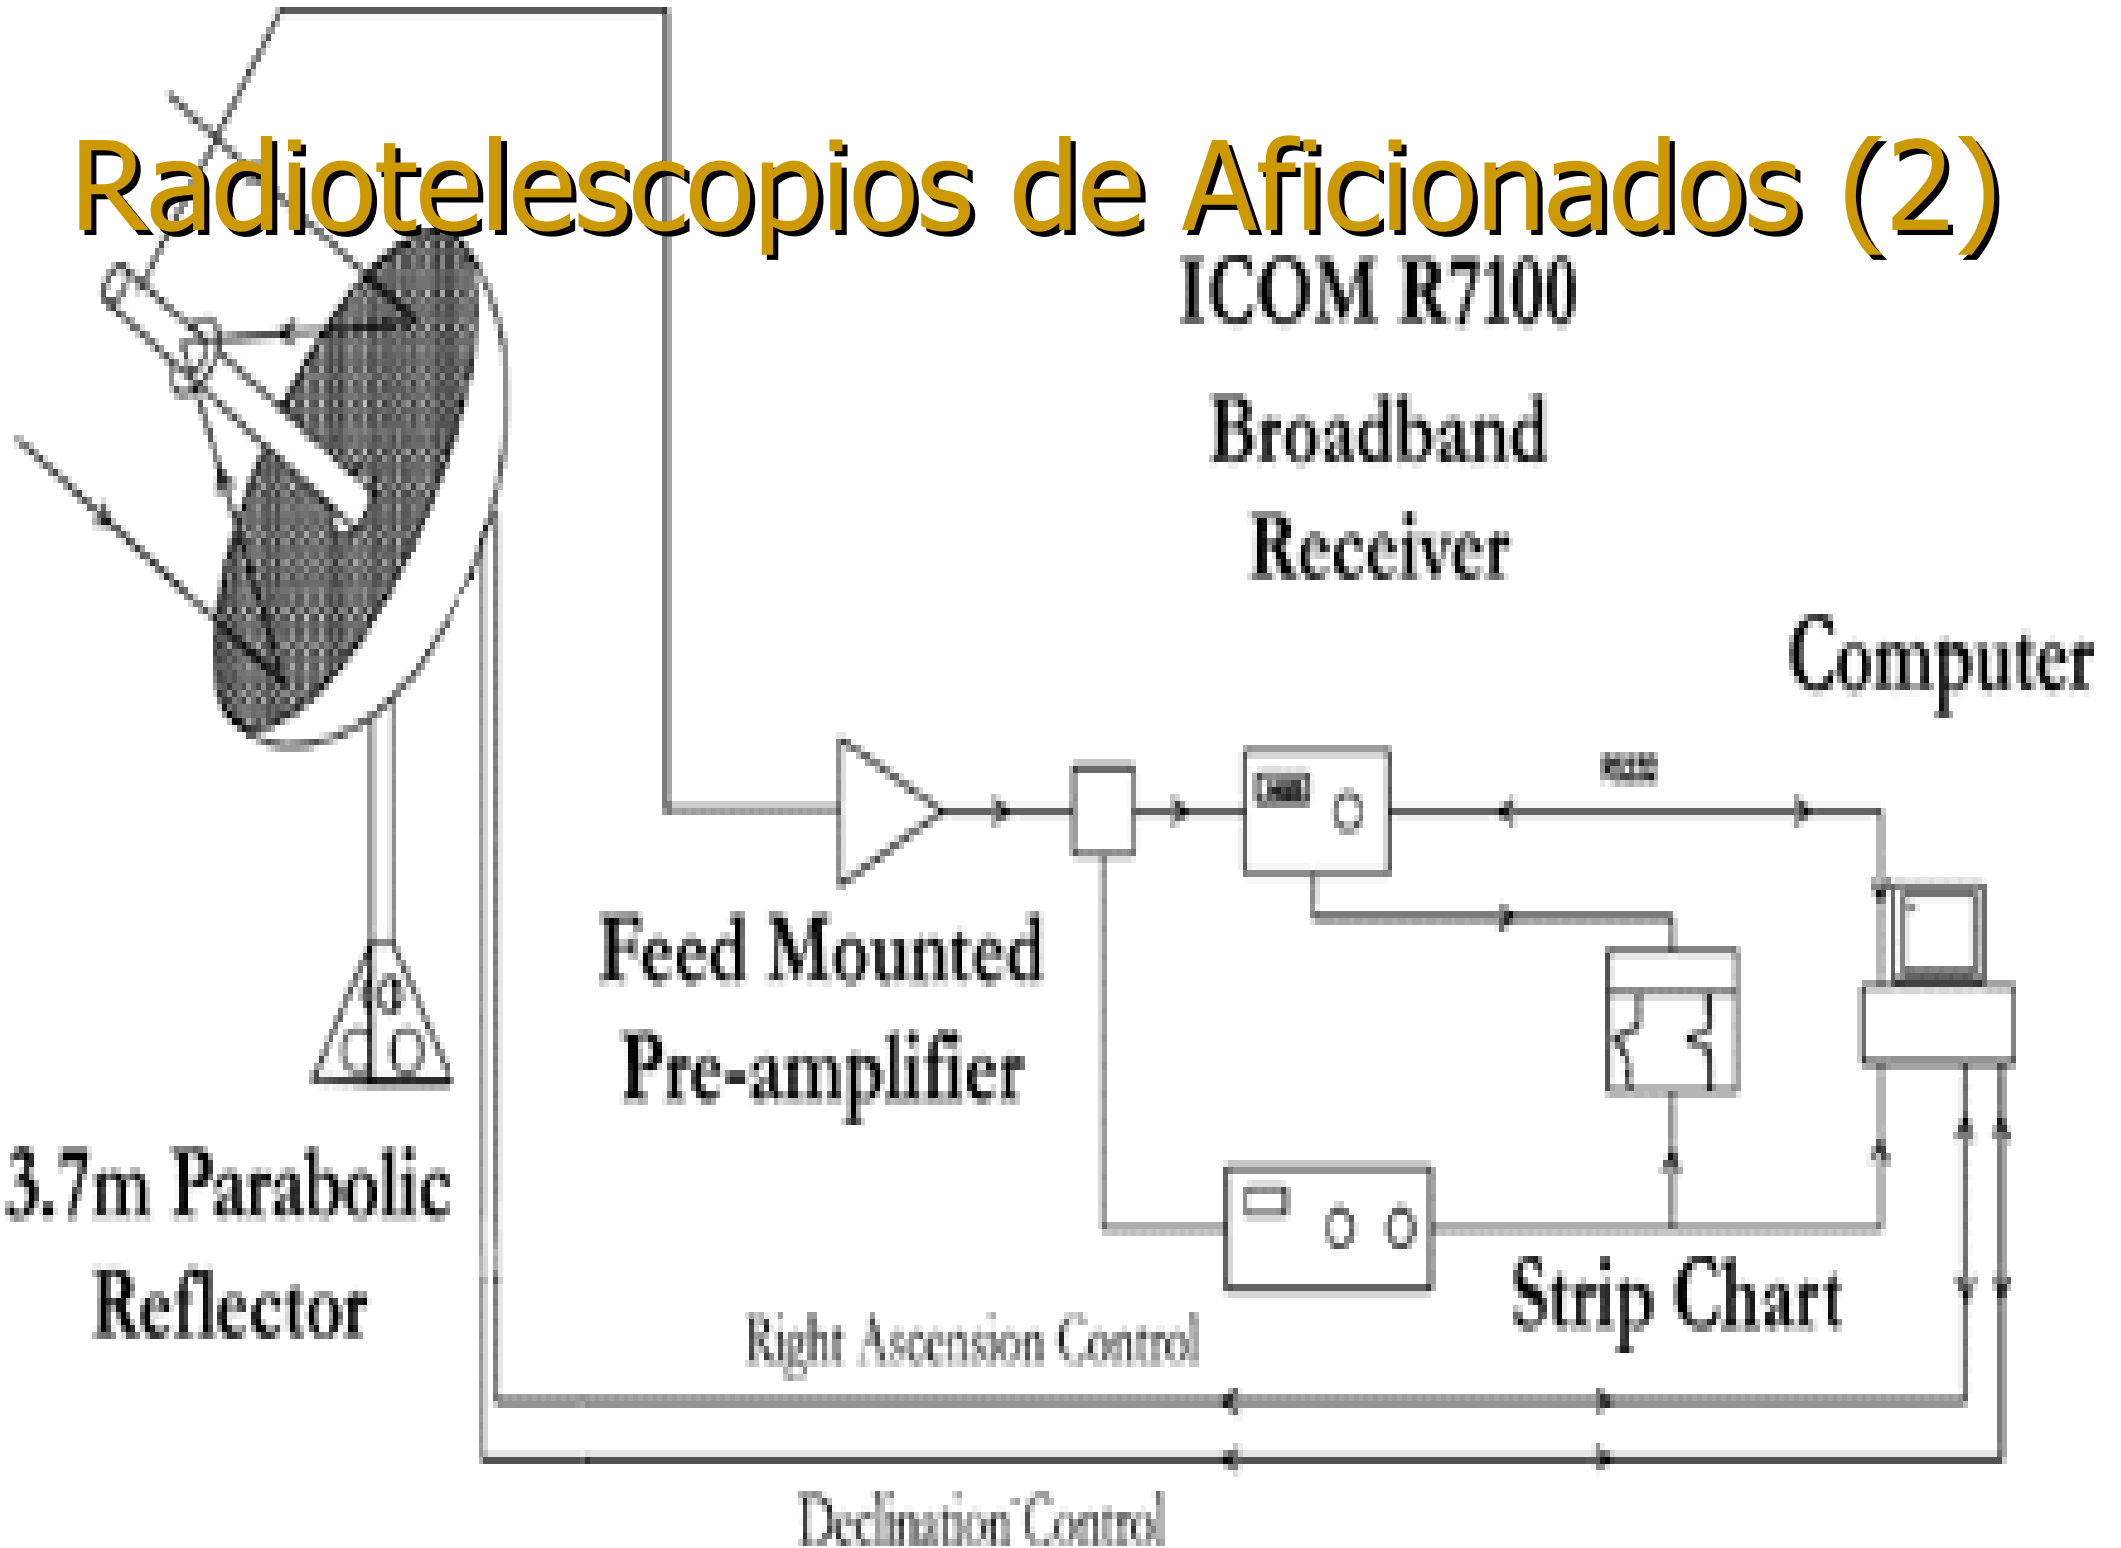 Radiotelescopios de Aficionados (2)
ICOM R7100
Broadband
Receiver
Computer
RS232
Feed Mounted
Pre-amplifier
3.7m Parabolic
Reflector
Strip Chart
Right Ascension Control
Declination Control